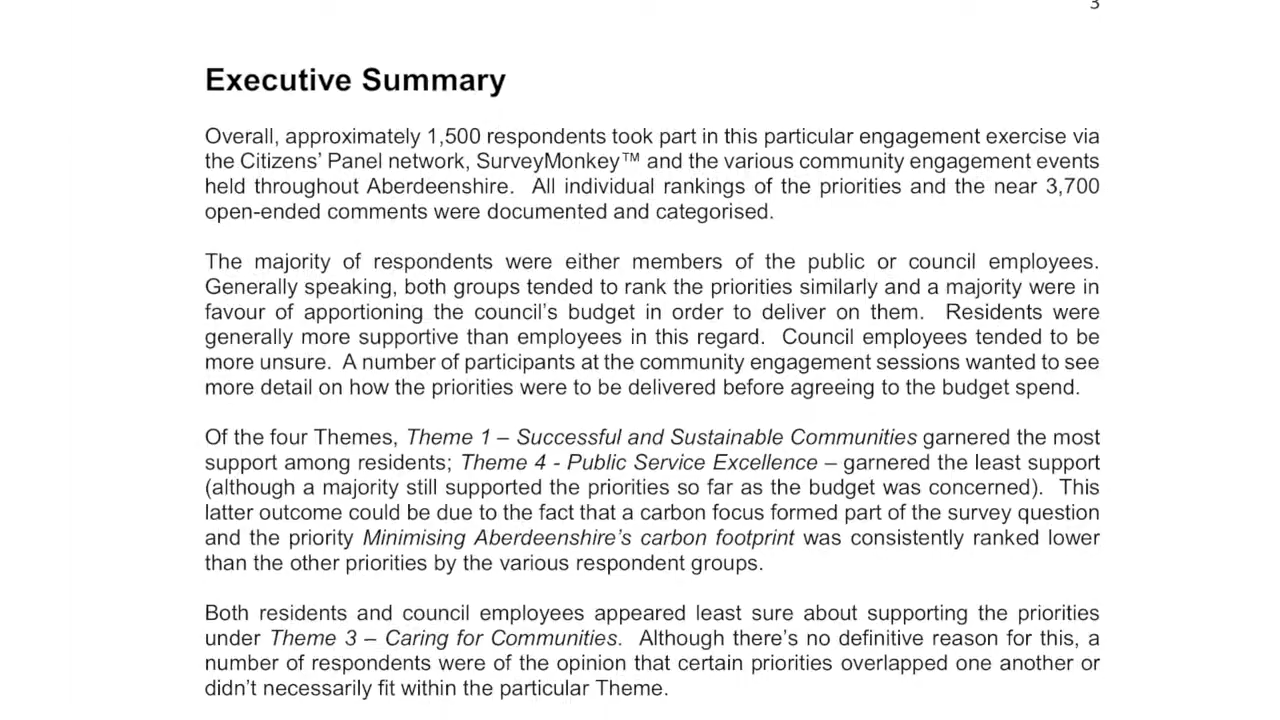 3
Executive Summary
Overall, approximately 1,500 respondents took part in this particular engagement exercise via
the Citizens’ Panel network, SurveyMonkey™ and the various community engagement events
held throughout Aberdeenshire.  All individual rankings of the priorities and the near 3,700
open-ended comments were documented and categorised.
The majority of respondents were either members of the public or council employees.
Generally speaking, both groups tended to rank the priorities similarly and a majority were in
favour of apportioning the council’s budget in order to deliver on them.  Residents were
generally more supportive than employees in this regard.  Council employees tended to be
more unsure.  A number of participants at the community engagement sessions wanted to see
more detail on how the priorities were to be delivered before agreeing to the budget spend.
Of the four Themes, Theme 1 – Successful and Sustainable Communities garnered the most
support among residents; Theme 4 - Public Service Excellence – garnered the least support
(although a majority still supported the priorities so far as the budget was concerned).  This
latter outcome could be due to the fact that a carbon focus formed part of the survey question
and the priority Minimising Aberdeenshire’s carbon footprint was consistently ranked lower
than the other priorities by the various respondent groups.
Both residents and council employees appeared least sure about supporting the priorities
under Theme 3 – Caring for Communities.  Although there’s no definitive reason for this, a
number of respondents were of the opinion that certain priorities overlapped one another or
didn’t necessarily fit within the particular Theme.